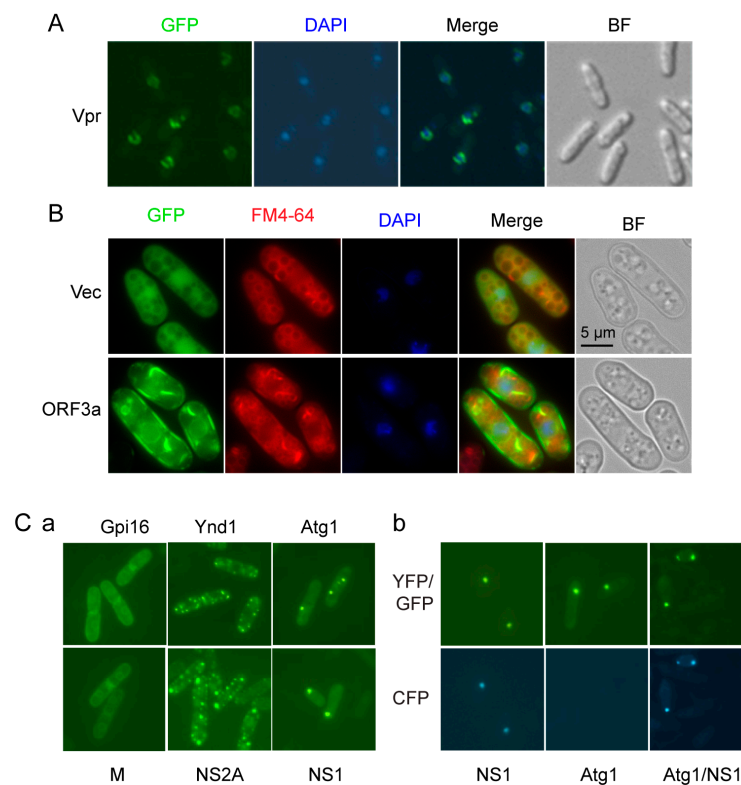 A
GFP DAPI Merge BF
Vpr
B
GFP FM4-64 DAPI Merge BF
Vec
5 µm
ORF3a
C a
Gpi16 Ynd1 Atg1
M NS2A NS1
b
YFP/
GFP
CFP
NS1 Atg1 Atg1/NS1